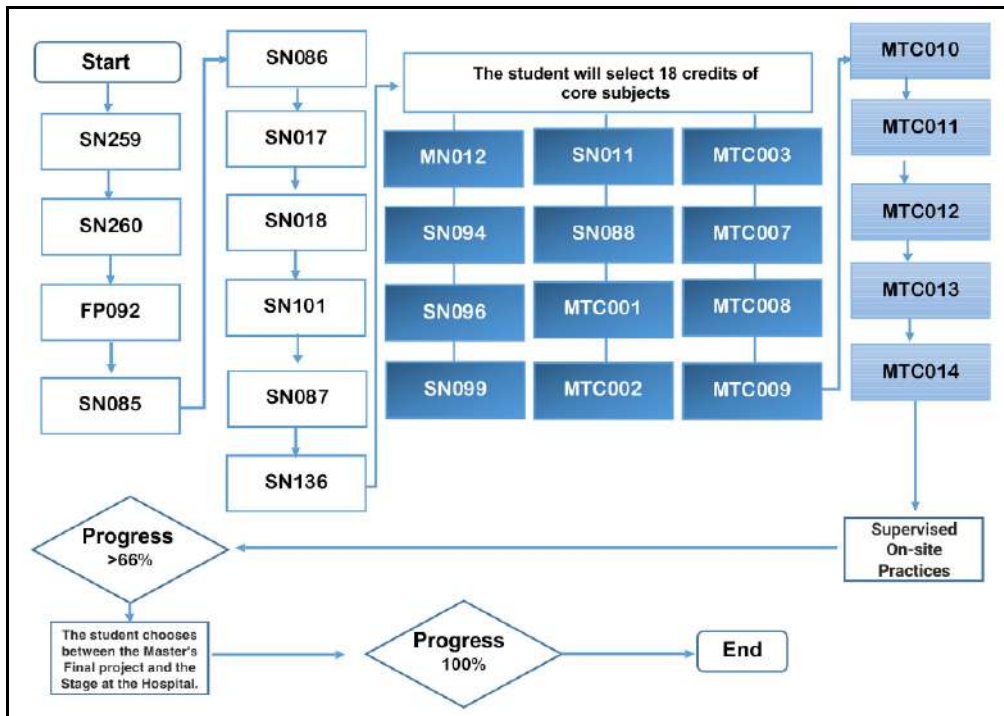 Start
SN259
SN260
FP092
SN085
SN086
SN017
SN018
SN101
SN087
SN136
The student will select 18 credits of
core subjects
MN012
SN094
SN096
SN099
SN011
SN088
MTC001
MTC002
MTC003
MTC007
MTC008
MTC009
MTC010
MTC011
MTC012
MTC013
MTC014
Supervised
On-site
Practices
Progress
>66%
The student chooses
between the Master's
Final project and the
Stage at the Hospital.
Progress
100%
End